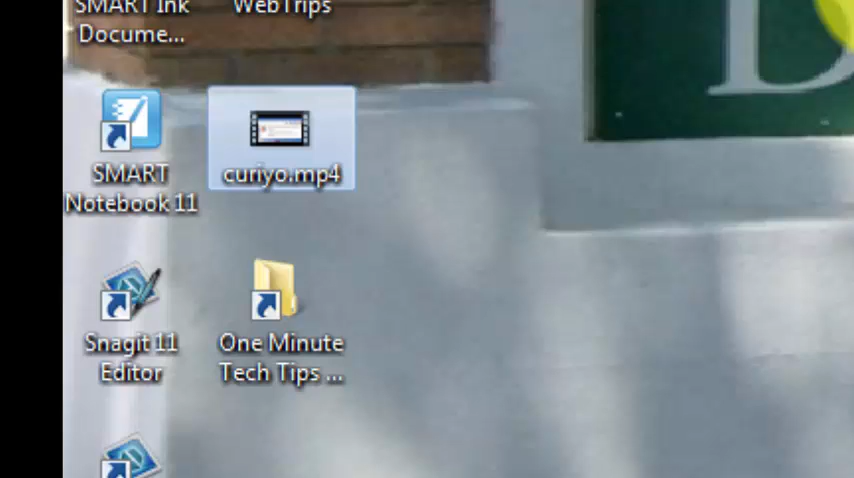 SMART Ink
Docume...
WebTrips
SMART
Notebook 11
curiyo.mp4
Snagit 11
Editor
One Minute
Tech Tips ...